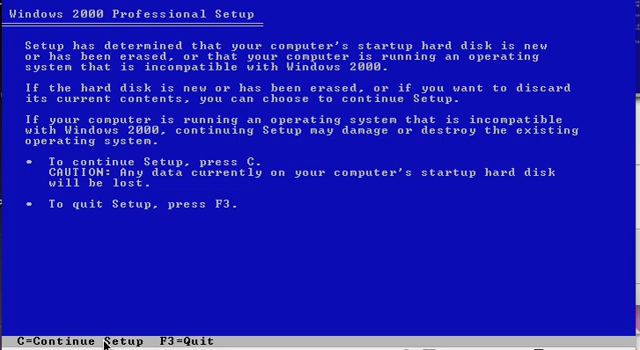 Windows 2000 Professional Setup
Setup has determined that your computer's startup hard disk is new
or has been erased, or that your computer is running an operating
system that is incompatible with Windows 2000.
If the hard disk is new or has been erased, or if you want to discard
its current contents, you can choose to continue Setup.
If your computer is running an operating system that is incompatible
with Windows 2000, continuing Setup may damage or destroy the existing
operating system.
• To continue Setup, press C.
CAUTION: Any data currently on your computer's startup hard disk
will be lost.
• To quit Setup, press F3.
C=Continue Setup F3=Quit